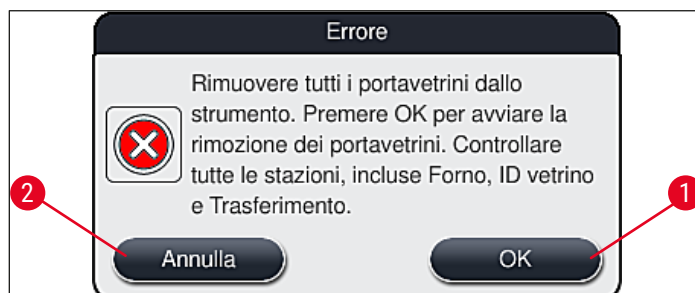 Errore
Rimuovere tutti i portavetrini dallo
strumento. Premere OK per avviare la
rimozione dei portavetrini. Controllare
tutte le stazioni, incluse Forno, ID vetrino
e Trasferimento.
2
1
Annulla
OK